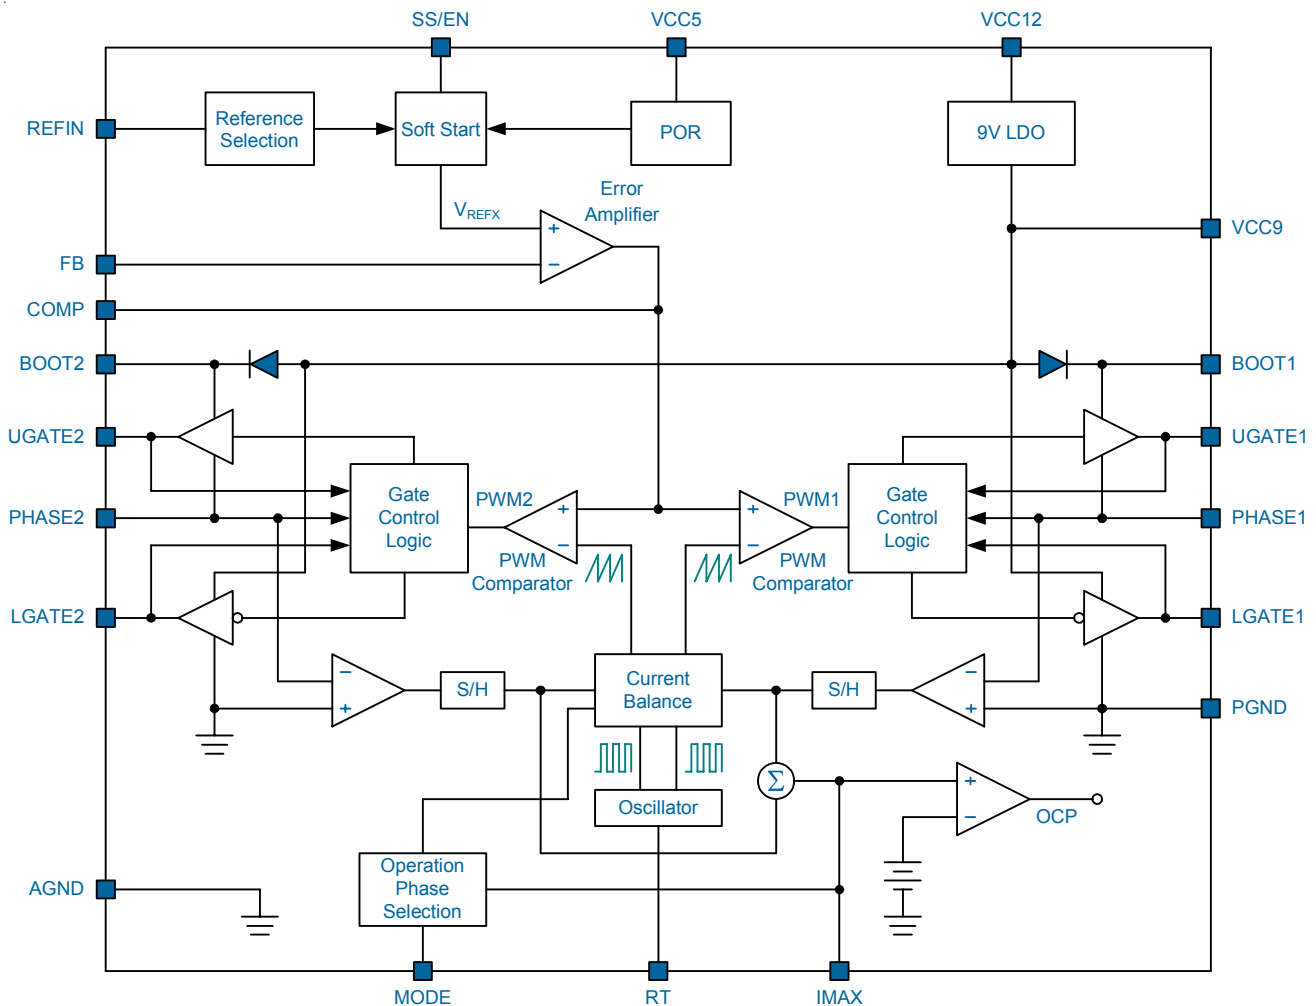 SS/EN
VCC5
VCC12
REFIN
Reference
Selection
Soft Start
POR
9V LDO
Error
Amplifier
VREFX
+
−
VCC9
FB
COMP
BOOT2
BOOT1
UGATE2
UGATE1
Gate
Control
Logic
PWM2
+
−
PWM
Comparator
PWM1
+
−
PWM
Comparator
Gate
Control
Logic
PHASE2
PHASE1
LGATE2
LGATE1
−
+
S/H
Current
Balance
S/H
−
+
PGND
Σ
Oscillator
+
−
OCP
Operation
Phase
Selection
AGND
MODE
RT
IMAX